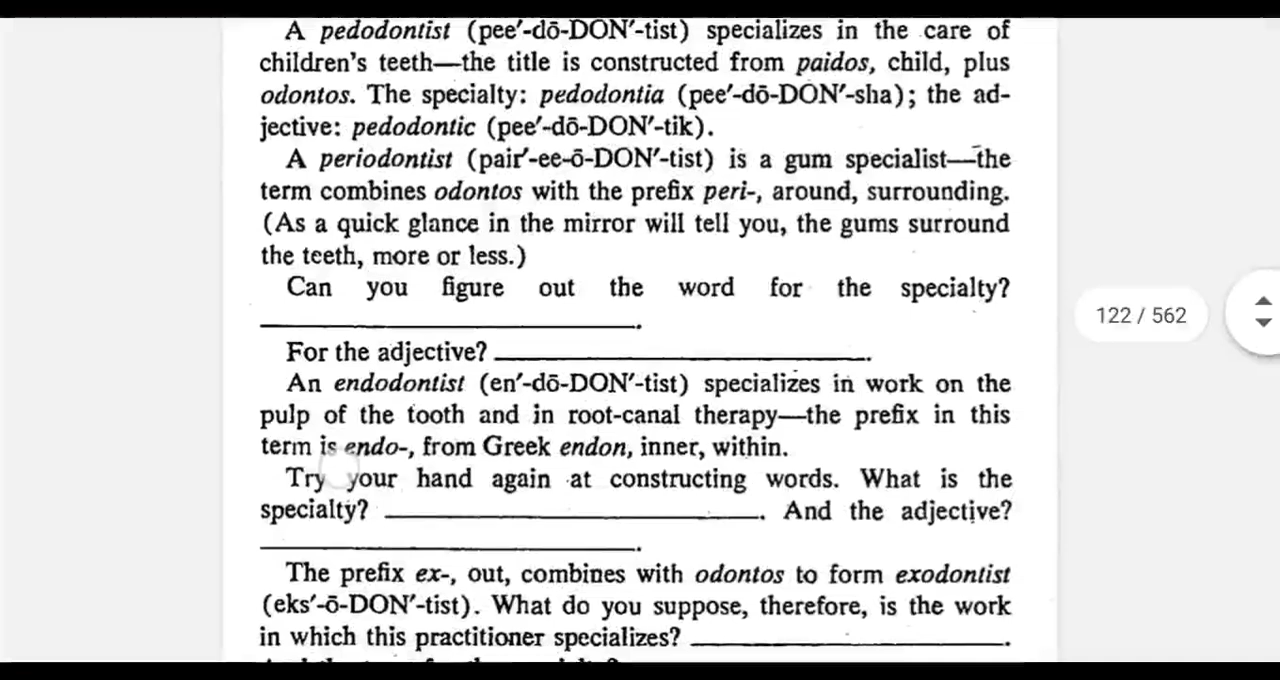 A pedodontist (pee′-dō-DON′-tist) specializes in the care of
children's teeth—the title is constructed from paidos, child, plus
odontos. The specialty: pedodontia (pee′-dō-DON′-sha); the ad-
jective: pedodontic (pee′-dō-DON′-tik).
A periodontist (pair′-ee-ō-DON′-tist) is a gum specialist—the
term combines odontos with the prefix peri-, around, surrounding.
(As a quick glance in the mirror will tell you, the gums surround
the teeth, more or less.)
Can you figure out the word for the specialty?
____________________.
For the adjective? ____________________.
An endodontist (en′-dō-DON′-tist) specializes in work on the
pulp of the tooth and in root-canal therapy—the prefix in this
term is endo-, from Greek endon, inner, within.
Try your hand again at constructing words. What is the
specialty? ____________________. And the adjective?
____________________.
The prefix ex-, out, combines with odontos to form exodontist
(eks′-ō-DON′-tist). What do you suppose, therefore, is the work
in which this practitioner specializes? ____________________.
122 / 562